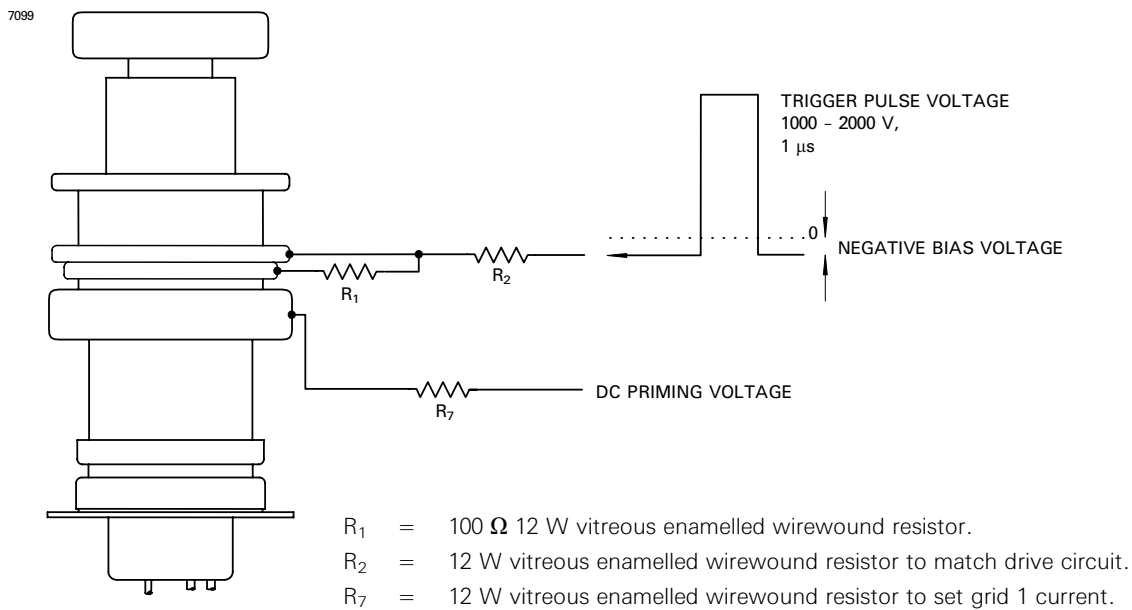 7099
TRIGGER PULSE VOLTAGE
1000 – 2000 V,
1 µs
0
NEGATIVE BIAS VOLTAGE
R₂
R₁
DC PRIMING VOLTAGE
R₇
R₁ = 100 Ω 12 W vitreous enamelled wirewound resistor.
R₂ = 12 W vitreous enamelled wirewound resistor to match drive circuit.
R₇ = 12 W vitreous enamelled wirewound resistor to set grid 1 current.